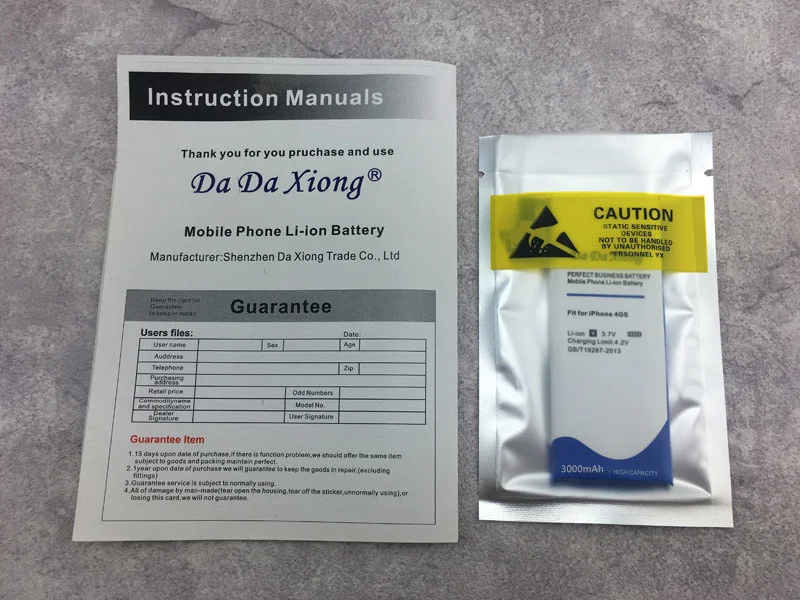 Instruction Manuals
Thank you for you pruchase and use
Da Da Xiong®
Mobile Phone Li-ion Battery
Manufacturer:Shenzhen Da Xiong Trade Co., Ltd
Keep the card for
Guarantee
to keep in repair
Guarantee
Users files:
Date:
User name
Sex
Age
Auddress
Telephone
Zip
Purchasing
address
Retail price
Odd Numbers
Commodityname
and specification
Model No.
Dealer
Signature
User Signature
Guarantee Item
1.15 days upon date of purchase,if there is function problem,we should offer the same item
subject to goods and packing maintain perfect.
2.1year upon date of purchase we will guarantee to keep the goods in repair,(excluding
fittings)
3.Guarantee service is subject to normally using.
4.All of damage by man-made(tear open the housing,tear off the sticker,unnormally using),or
losing this card,we will not guarantee.
CAUTION
STATIC SENSITIVE
DEVICES
NOT TO BE HANDLED
BY UNAUTHORISED
PERSONNEL YX
Da Da Xiong
PERFECT BUSINESS BATTERY
Mobile Phone Li-ion Battery
Fit for iPhone 4GS
Li-ion 3.7V
Charging Limit:4.2V
GB/T18287-2013
3000mAh HIGH CAPACITY